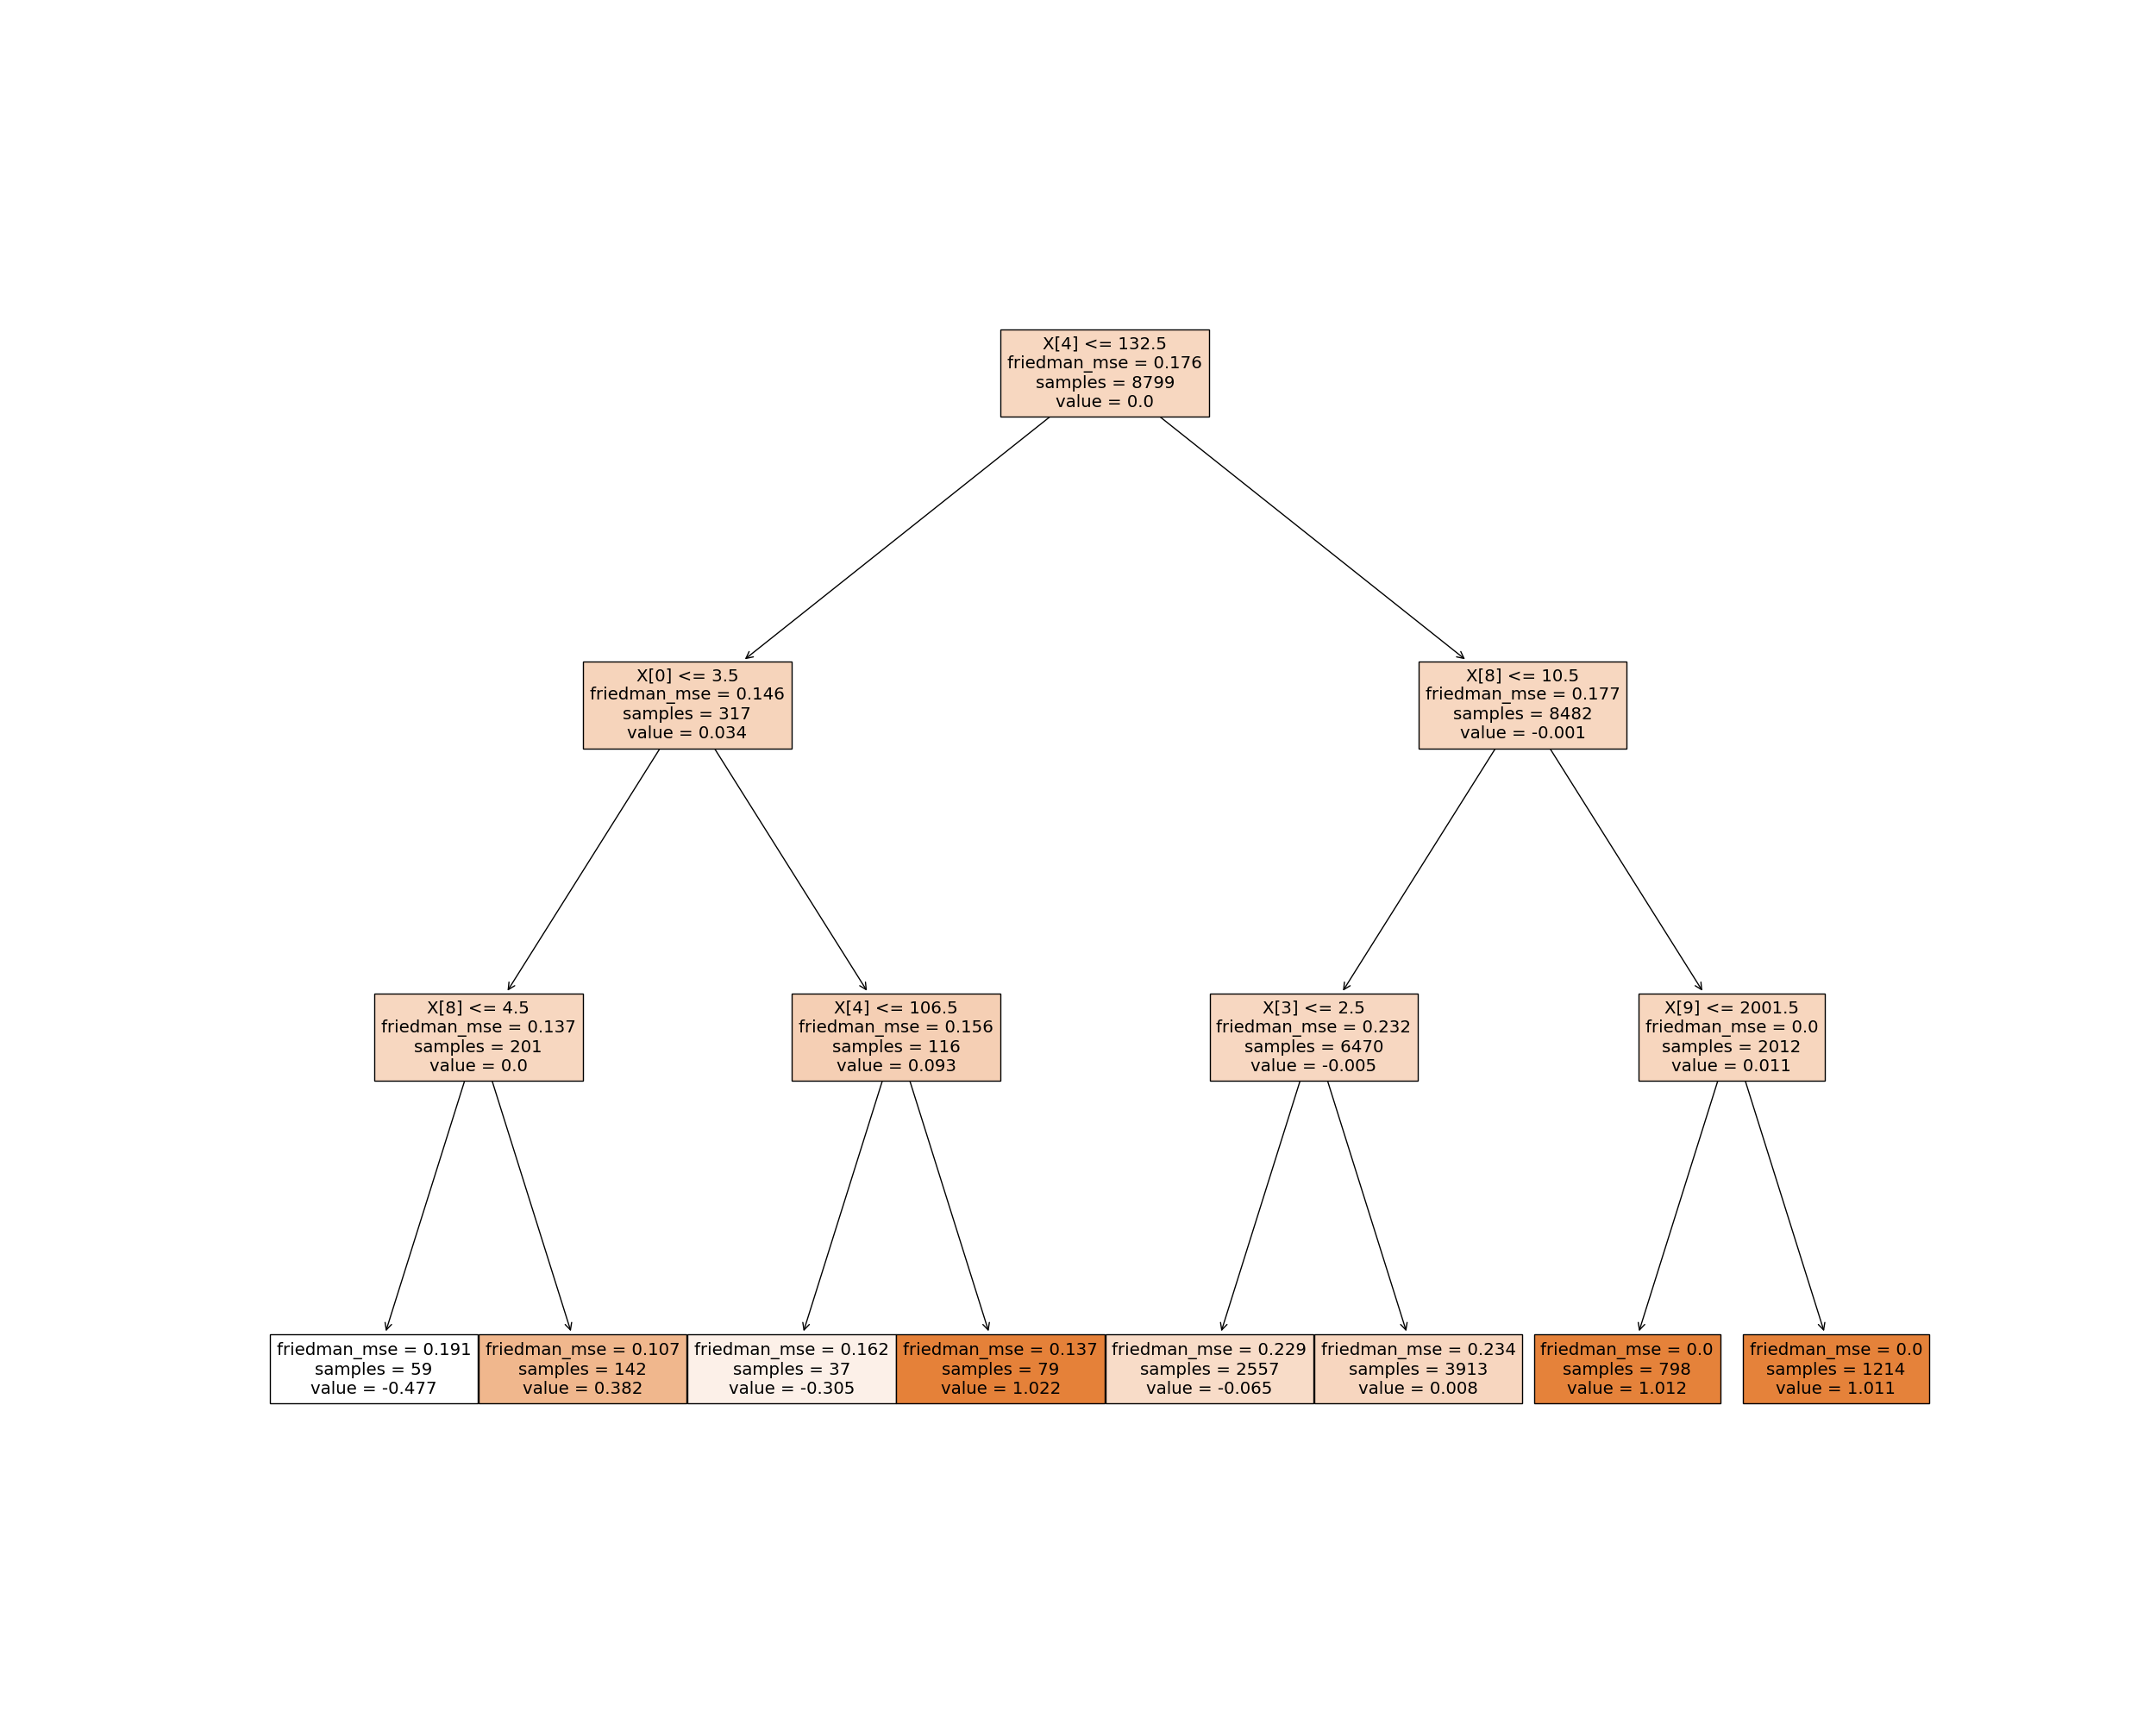 X[4] <= 132.5
friedman_mse = 0.176
samples = 8799
value = 0.0
X[0] <= 3.5
friedman_mse = 0.146
samples = 317
value = 0.034
X[8] <= 10.5
friedman_mse = 0.177
samples = 8482
value = -0.001
X[8] <= 4.5
friedman_mse = 0.137
samples = 201
value = 0.0
X[4] <= 106.5
friedman_mse = 0.156
samples = 116
value = 0.093
X[3] <= 2.5
friedman_mse = 0.232
samples = 6470
value = -0.005
X[9] <= 2001.5
friedman_mse = 0.0
samples = 2012
value = 0.011
friedman_mse = 0.191
samples = 59
value = -0.477
friedman_mse = 0.107
samples = 142
value = 0.382
friedman_mse = 0.162
samples = 37
value = -0.305
friedman_mse = 0.137
samples = 79
value = 1.022
friedman_mse = 0.229
samples = 2557
value = -0.065
friedman_mse = 0.234
samples = 3913
value = 0.008
friedman_mse = 0.0
samples = 798
value = 1.012
friedman_mse = 0.0
samples = 1214
value = 1.011